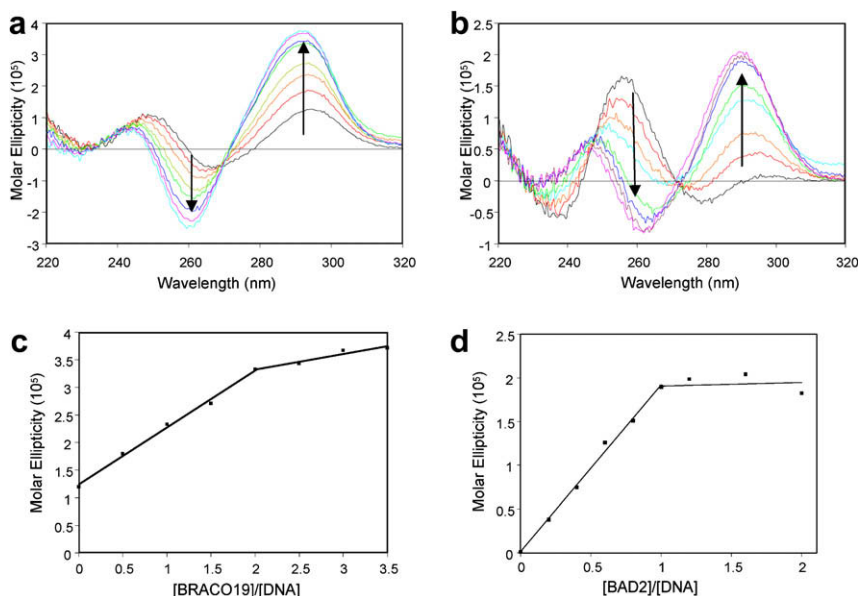 a
Molar Ellipticity (10⁵)
4
3
2
1
0
-1
-2
-3
220 240 260 280 300 320
Wavelength (nm)
b
Molar Ellipticity (10⁵)
2.5
2
1.5
1
0.5
0
-0.5
-1
220 240 260 280 300 320
Wavelength (nm)
c
Molar Ellipticity (10⁵)
4
3.5
3
2.5
2
1.5
1
0.5
0
0 0.5 1 1.5 2 2.5 3 3.5
[BRACO19]/[DNA]
d
Molar Ellipticity (10⁵)
2.5
2
1.5
1
0.5
0
0 0.5 1 1.5 2
[BAD2]/[DNA]